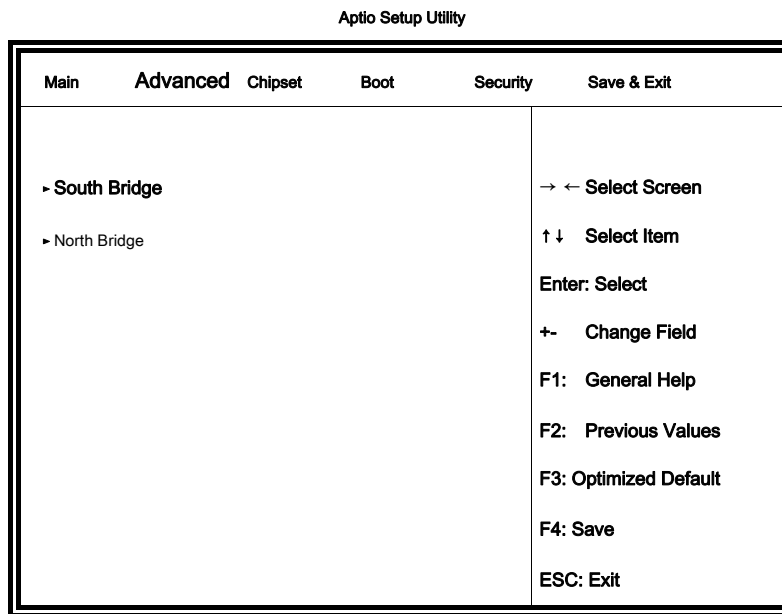 Aptio Setup Utility
Main Advanced Chipset Boot Security Save & Exit
► South Bridge
► North Bridge
→ ← Select Screen
↑↓ Select Item
Enter: Select
+- Change Field
F1: General Help
F2: Previous Values
F3: Optimized Default
F4: Save
ESC: Exit